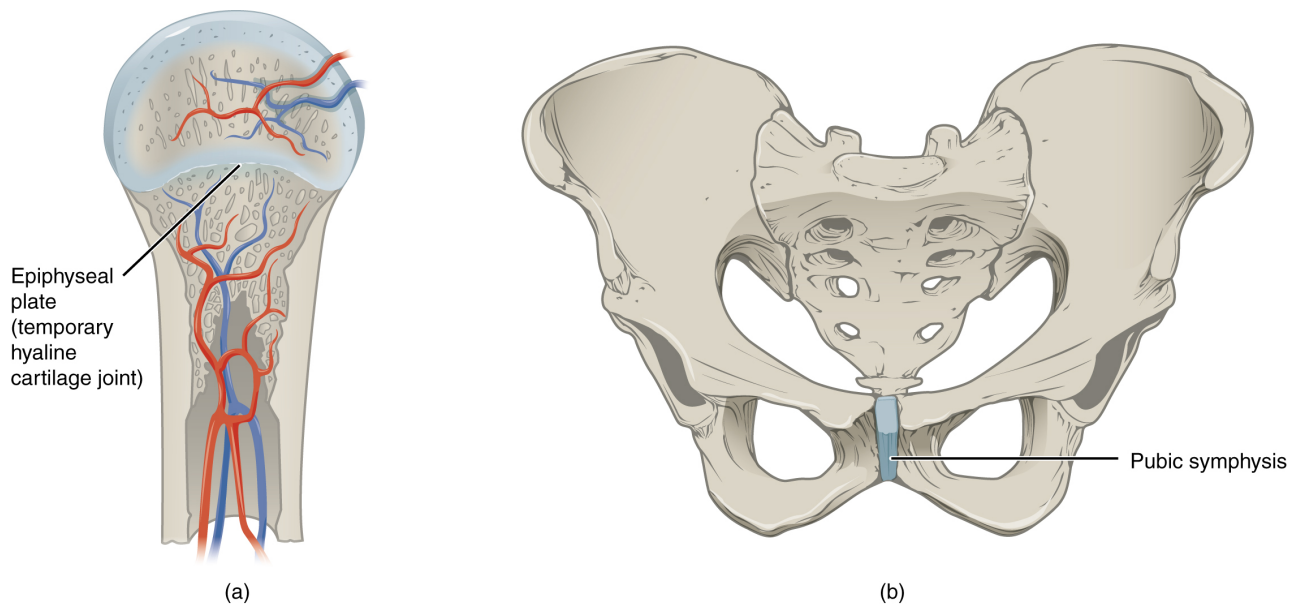 Epiphyseal
plate
(temporary
hyaline
cartilage joint)
Pubic symphysis
(a)
(b)